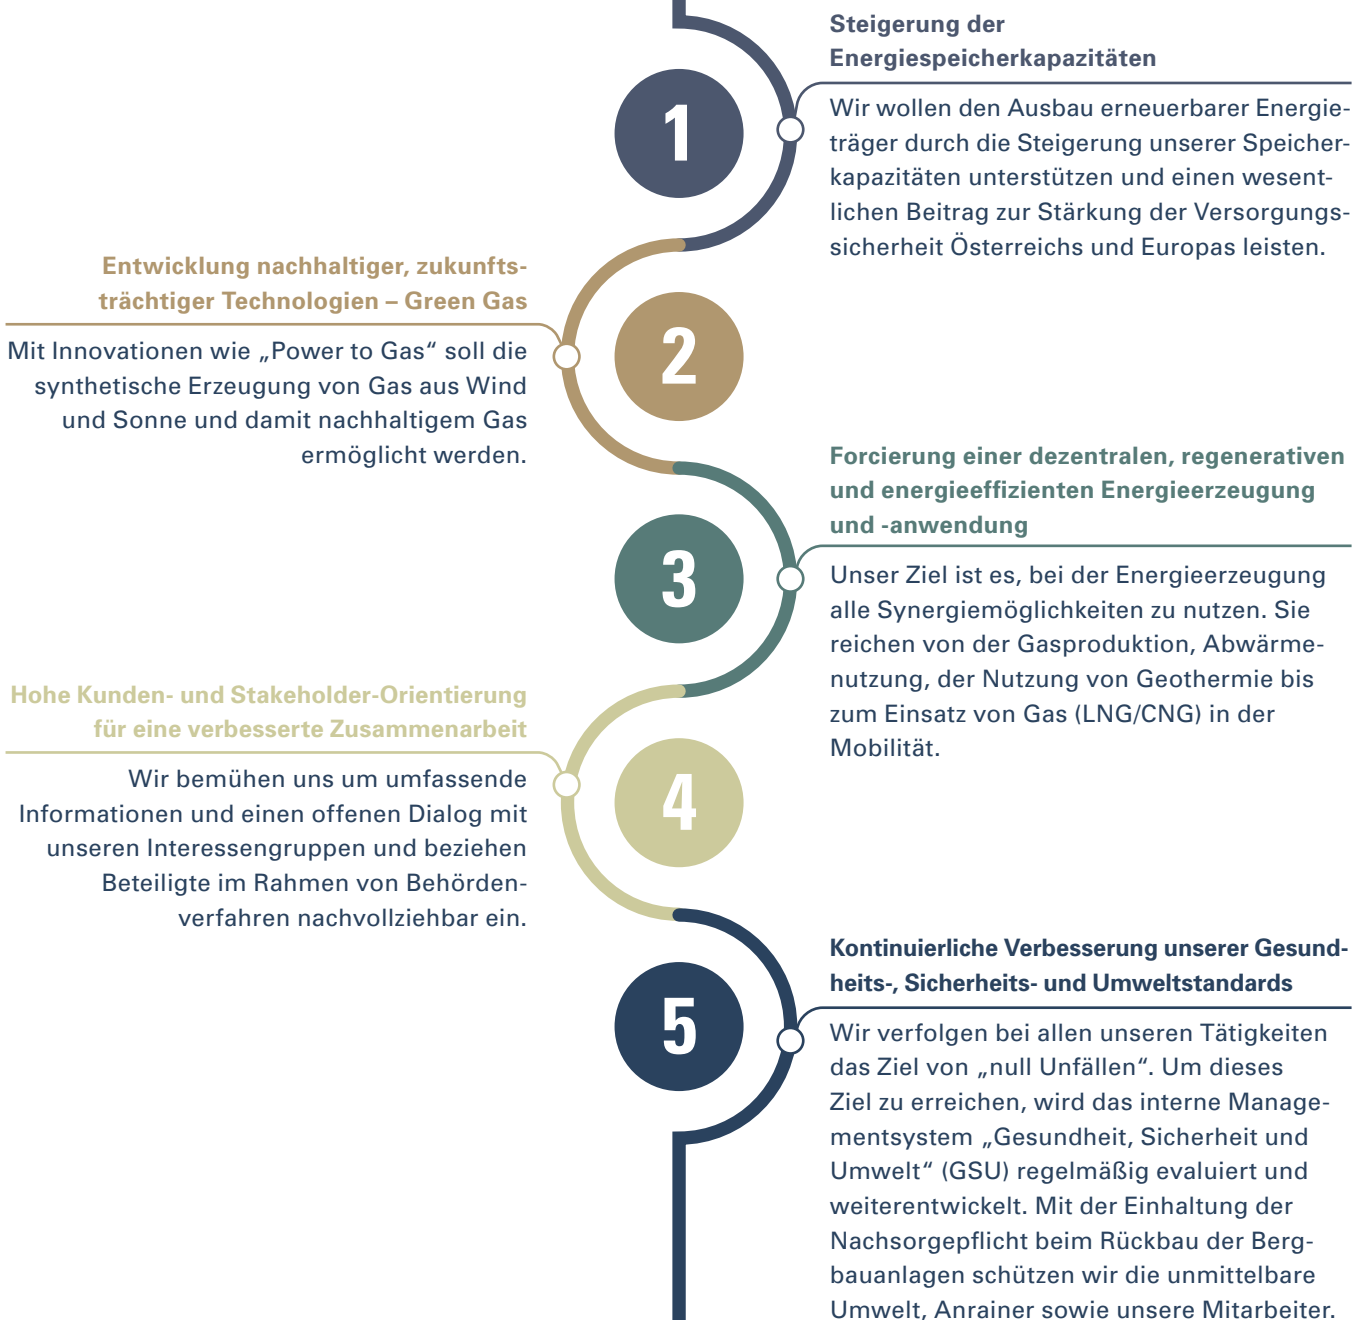 Steigerung der
Energiespeicherkapazitäten
1
Wir wollen den Ausbau erneuerbarer Energie-
träger durch die Steigerung unserer Speicher-
kapazitäten unterstützen und einen wesent-
lichen Beitrag zur Stärkung der Versorgungs-
sicherheit Österreichs und Europas leisten.
Entwicklung nachhaltiger, zukunfts-
trächtiger Technologien – Green Gas
2
Mit Innovationen wie „Power to Gas“ soll die
synthetische Erzeugung von Gas aus Wind
und Sonne und damit nachhaltigem Gas
ermöglicht werden.
Forcierung einer dezentralen, regenerativen
und energieeffizienten Energieerzeugung
und -anwendung
3
Unser Ziel ist es, bei der Energieerzeugung
alle Synergiemöglichkeiten zu nutzen. Sie
reichen von der Gasproduktion, Abwärme-
nutzung, der Nutzung von Geothermie bis
zum Einsatz von Gas (LNG/CNG) in der
Mobilität.
Hohe Kunden- und Stakeholder-Orientierung
für eine verbesserte Zusammenarbeit
4
Wir bemühen uns um umfassende
Informationen und einen offenen Dialog mit
unseren Interessengruppen und beziehen
Beteiligte im Rahmen von Behörden-
verfahren nachvollziehbar ein.
Kontinuierliche Verbesserung unserer Gesund-
heits-, Sicherheits- und Umweltstandards
5
Wir verfolgen bei allen unseren Tätigkeiten
das Ziel von „null Unfällen“. Um dieses
Ziel zu erreichen, wird das interne Manage-
mentsystem „Gesundheit, Sicherheit und
Umwelt“ (GSU) regelmäßig evaluiert und
weiterentwickelt. Mit der Einhaltung der
Nachsorgepflicht beim Rückbau der Berg-
bauanlagen schützen wir die unmittelbare
Umwelt, Anrainer sowie unsere Mitarbeiter.